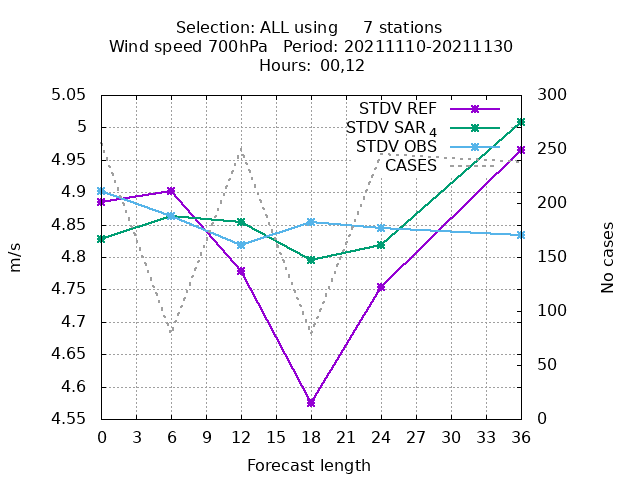 Selection: ALL using 7 stations
Wind speed 700hPa Period: 20211110-20211130
Hours: 00,12
STDV REF
STDV SAR4
STDV OBS
CASES
5.05
5
4.95
4.9
4.85
4.8
4.75
4.7
4.65
4.6
4.55
m/s
300
250
200
150
100
50
0
No cases
0 3 6 9 12 15 18 21 24 27 30 33 36
Forecast length